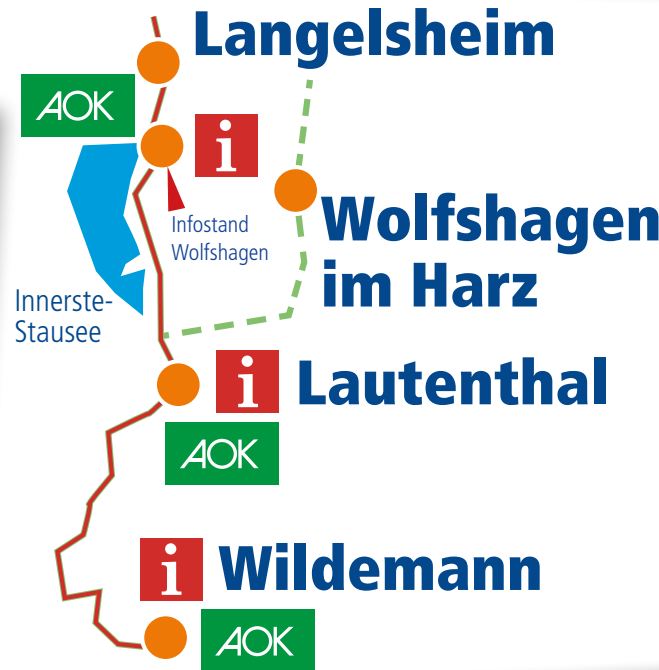 Langelsheim
AOK
i
Infostand
Wolfshagen
Wolfshagen
im Harz
Innerste-
Stausee
i
Lautenthal
AOK
i
Wildemann
AOK